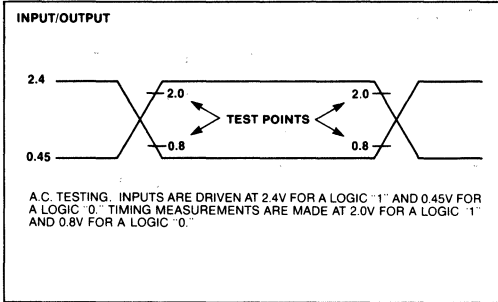 INPUT/OUTPUT
2.4
2.0
2.0
TEST POINTS
0.8
0.8
0.45
A.C. TESTING. INPUTS ARE DRIVEN AT 2.4V FOR A LOGIC "1" AND 0.45V FOR
A LOGIC "0." TIMING MEASUREMENTS ARE MADE AT 2.0V FOR A LOGIC "1"
AND 0.8V FOR A LOGIC "0."